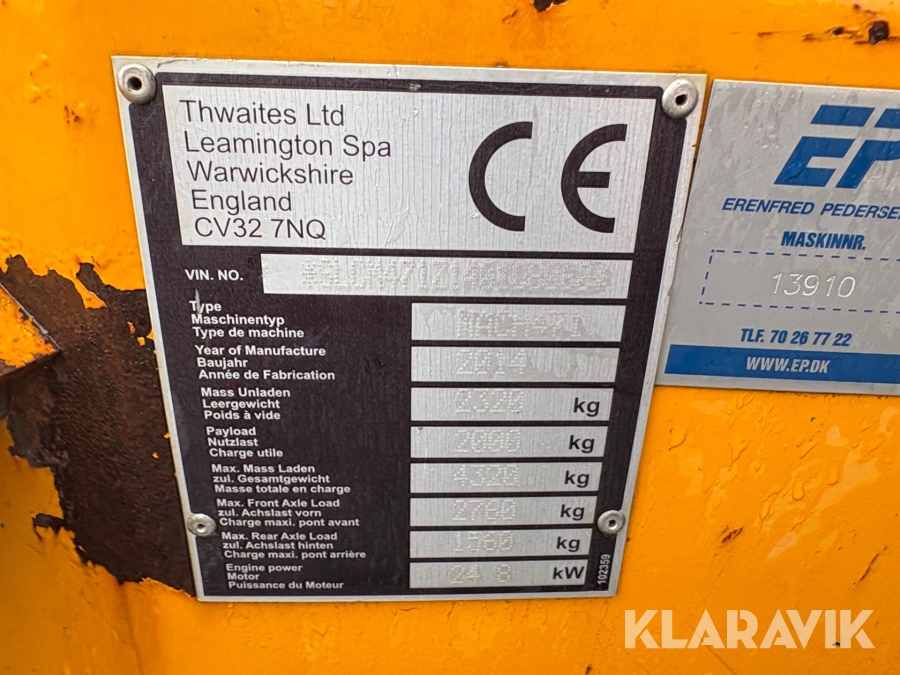 Thwaites Ltd
Leamington Spa
Warwickshire
England
CV32 7NQ
CE
VIN. NO.
Type
Maschinentyp
Type de machine
Year of Manufacture
Baujahr
Année de Fabrication
2014
Mass Unladen
Leergewicht
Poids à vide
2320 kg
Payload
Nutzlast
Charge utile
2000 kg
Max. Mass Laden
zul. Gesamtgewicht
Masse totale en charge
4320 kg
Max. Front Axle Load
zul. Achslast vorn
Charge maxi. pont avant
2760 kg
Max. Rear Axle Load
zul. Achslast hinten
Charge maxi. pont arrière
1560 kg
Engine power
Motor
Puissance du Moteur
24 8 kW
102359
EP
ERENFRED PEDERSE
MASKINNR.
13910
TLF. 70 26 77 22
WWW.EP.DK
KLARAVIK